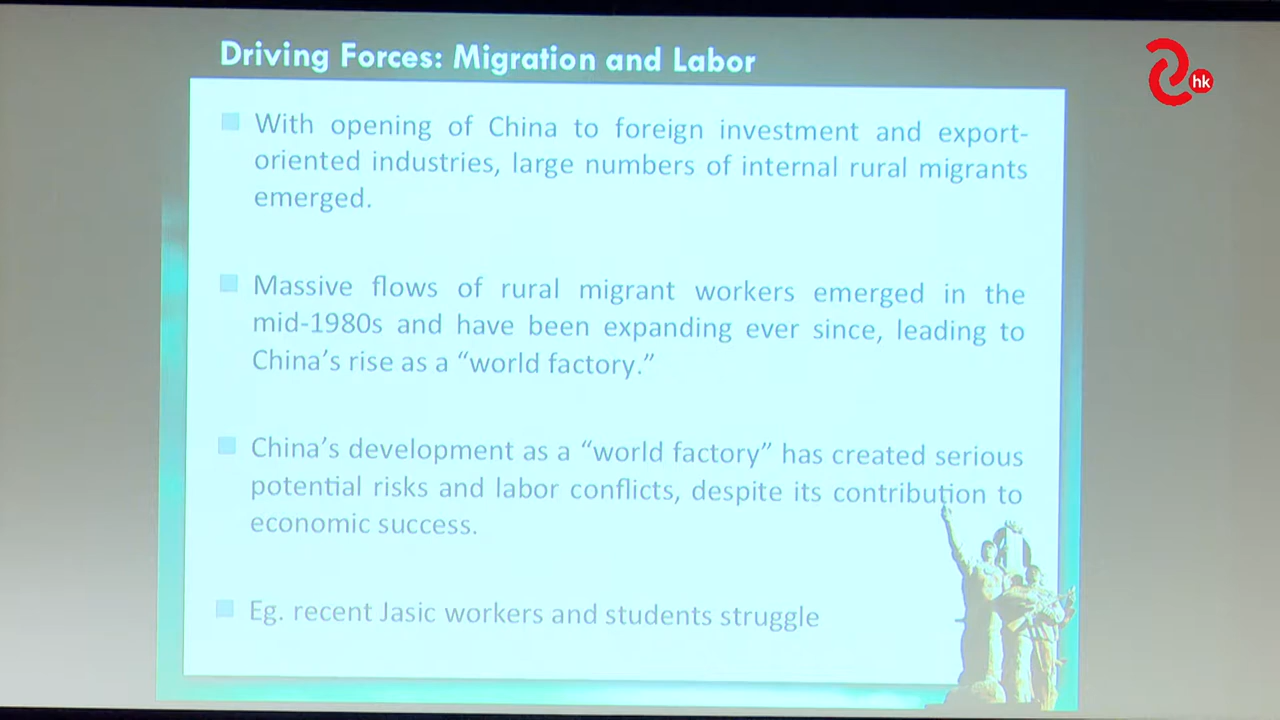 Driving Forces: Migration and Labor
hk
With opening of China to foreign investment and export-
oriented industries, large numbers of internal rural migrants
emerged.
Massive flows of rural migrant workers emerged in the
mid-1980s and have been expanding ever since, leading to
China's rise as a “world factory.”
China's development as a “world factory” has created serious
potential risks and labor conflicts, despite its contribution to
economic success.
Eg. recent Jasic workers and students struggle